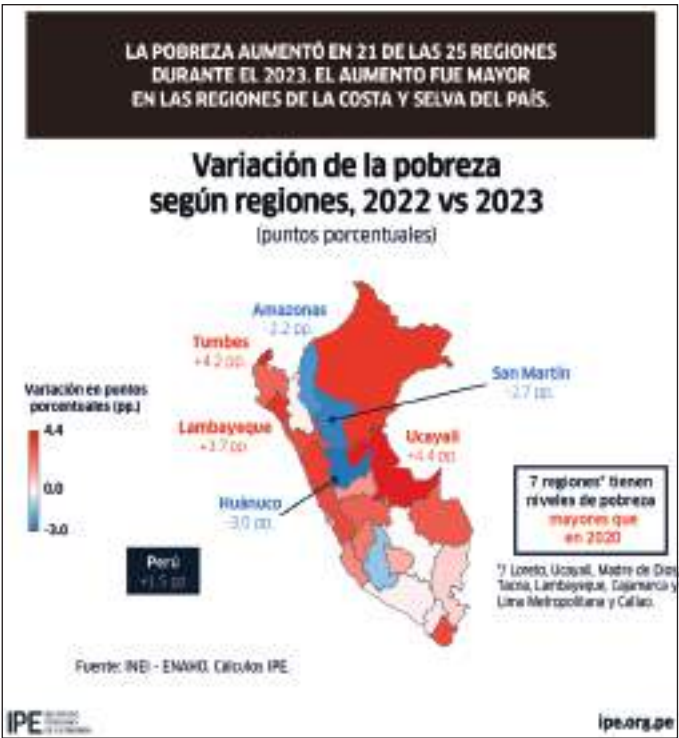 LA POBREZA AUMENTÓ EN 21 DE LAS 25 REGIONES
DURANTE EL 2023. EL AUMENTO FUE MAYOR
EN LAS REGIONES DE LA COSTA Y SELVA DEL PAÍS.
Variación de la pobreza
según regiones, 2022 vs 2023
(puntos porcentuales)
Amazonas
-2.2 pp.
Tumbes
+4.2 pp.
San Martín
-2.7 pp.
Variación en puntos
porcentuales (pp.)
4.4
0.0
-3.0
Lambayeque
+3.7 pp.
Ucayali
+4.4 pp.
Huánuco
-3.0 pp.
7 regiones* tienen
niveles de pobreza
mayores que
en 2020
*/ Loreto, Ucayali, Madre de Dios
Tacna, Lambayeque, Cajamarca y
Lima Metropolitana y Callao.
Perú
+1.5 pp.
Fuente: INEI - ENAHO. Cálculos IPE.
IPE
ipe.org.pe